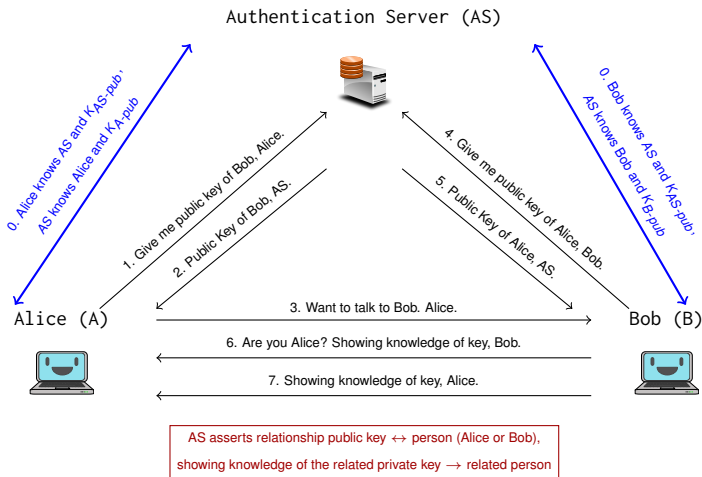 Authentication Server (AS)
0. Alice knows AS and K_AS-pub,
AS knows Alice and K_A-pub
0. Bob knows AS and K_AS-pub,
AS knows Bob and K_B-pub
1. Give me public key of Bob, Alice.
2. Public Key of Bob, AS.
4. Give me public key of Alice, Bob.
5. Public Key of Alice, AS.
Alice (A)
3. Want to talk to Bob. Alice.
Bob (B)
6. Are you Alice? Showing knowledge of key, Bob.
7. Showing knowledge of key, Alice.
AS asserts relationship public key ↔ person (Alice or Bob),
showing knowledge of the related private key → related person